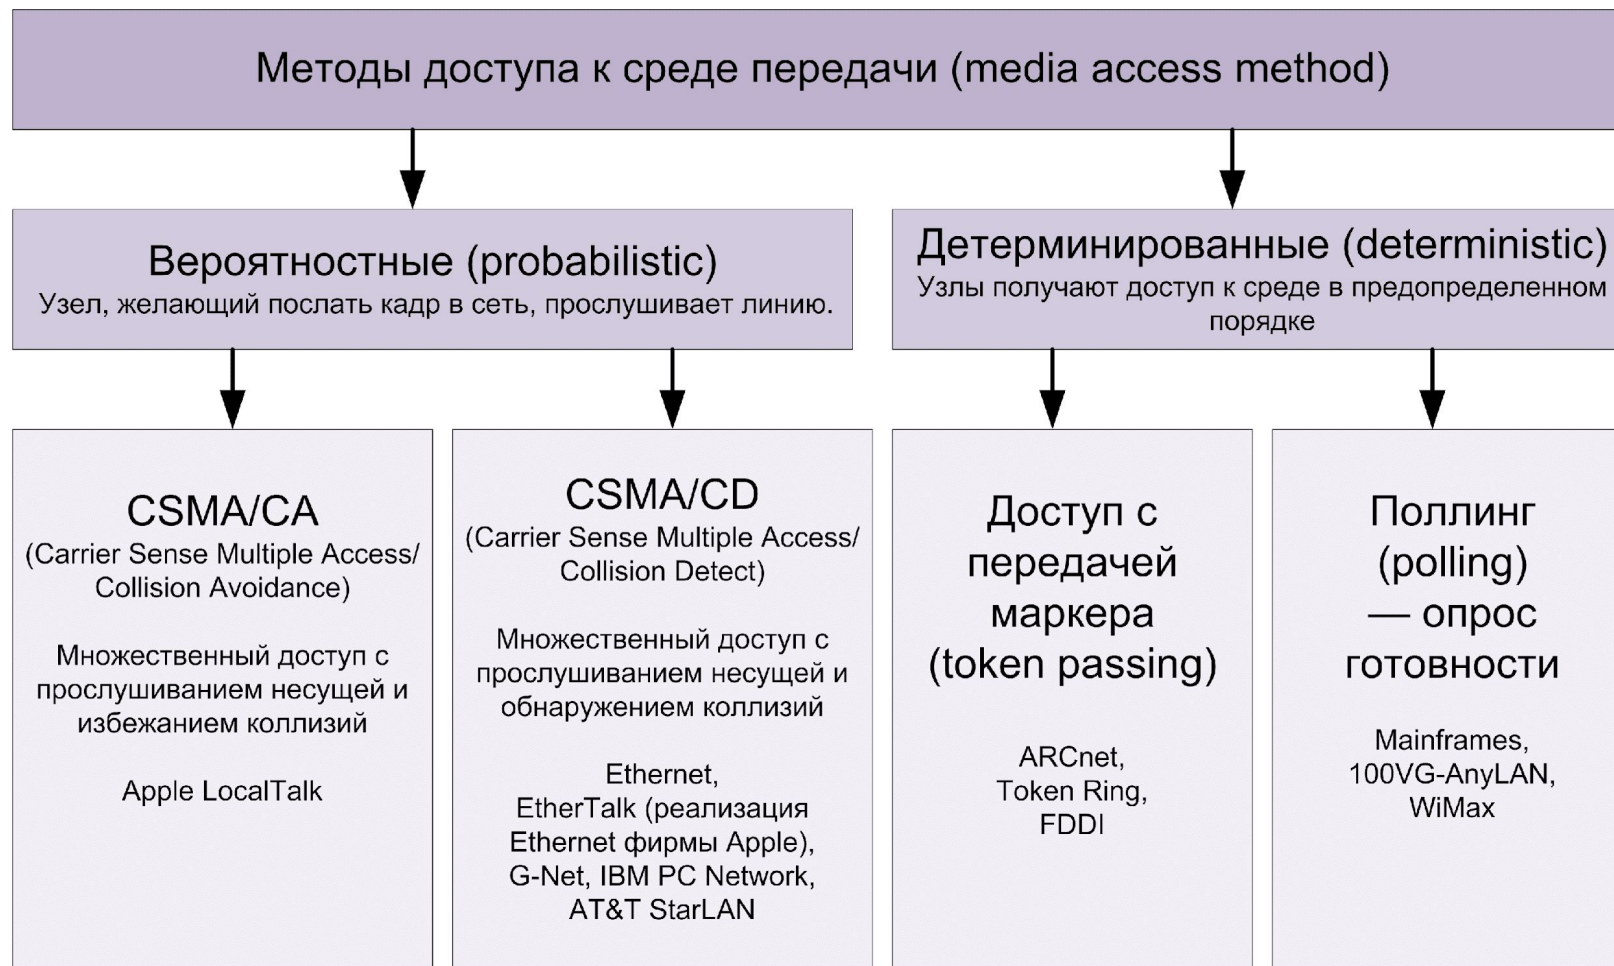 Методы доступа к среде передачи (media access method)
Вероятностные (probabilistic)
Узел, желающий послать кадр в сеть, прослушивает линию.
Детерминированные (deterministic)
Узлы получают доступ к среде в предопределенном
порядке
CSMA/CA
(Carrier Sense Multiple Access/
Collision Avoidance)
Множественный доступ с
прослушиванием несущей и
избежанием коллизий
Apple LocalTalk
CSMA/CD
(Carrier Sense Multiple Access/
Collision Detect)
Множественный доступ с
прослушиванием несущей и
обнаружением коллизий
Ethernet,
EtherTalk (реализация
Ethernet фирмы Apple),
G-Net, IBM PC Network,
AT&T StarLAN
Доступ с
передачей
маркера
(token passing)
ARCnet,
Token Ring,
FDDI
Поллинг
(polling)
— опрос
готовности
Mainframes,
100VG-AnyLAN,
WiMax